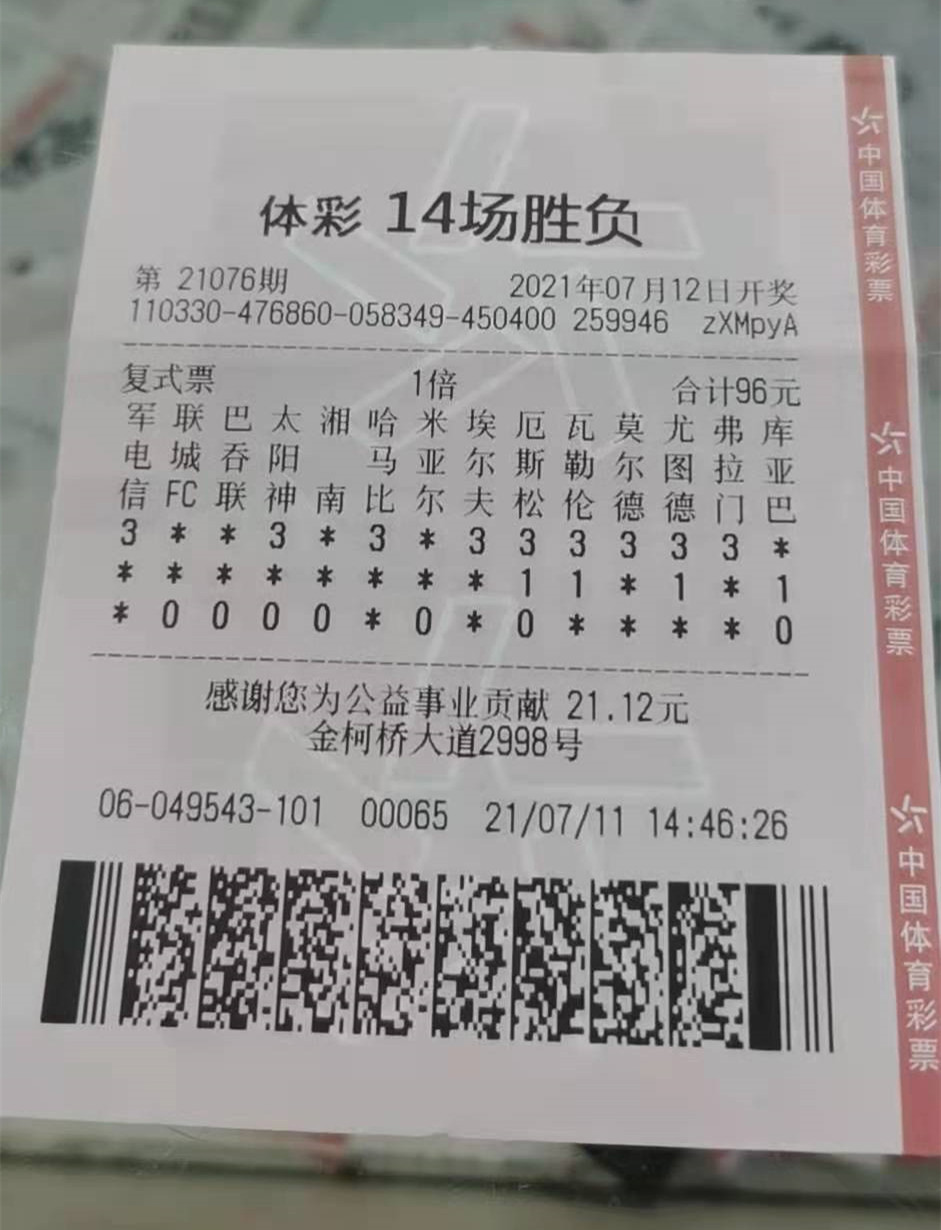 体彩 14场胜负
第 21076期 2021年07月12日开奖
110330-476860-058349-450400 259946 zXMpyA
复式票 1倍 合计96元
军 联 巴 太 湘 哈 米 埃 厄 瓦 莫 尤 弗 库
电 城 吞 阳 马 亚 尔 斯 勒 尔 图 拉 亚
信 FC 联 神 南 比 尔 夫 松 伦 德 德 门 巴
3 * * 3 * 3 * 3 3 3 3 3 3 *
* * * * * * * * 1 1 * 1 * 1
* 0 0 0 0 * 0 * 0 * * * * 0
感谢您为公益事业贡献 21.12元
金柯桥大道2998号
06-049543-101 00065 21/07/11 14:46:26
中国体育彩票
中国体育彩票
中国体育彩票